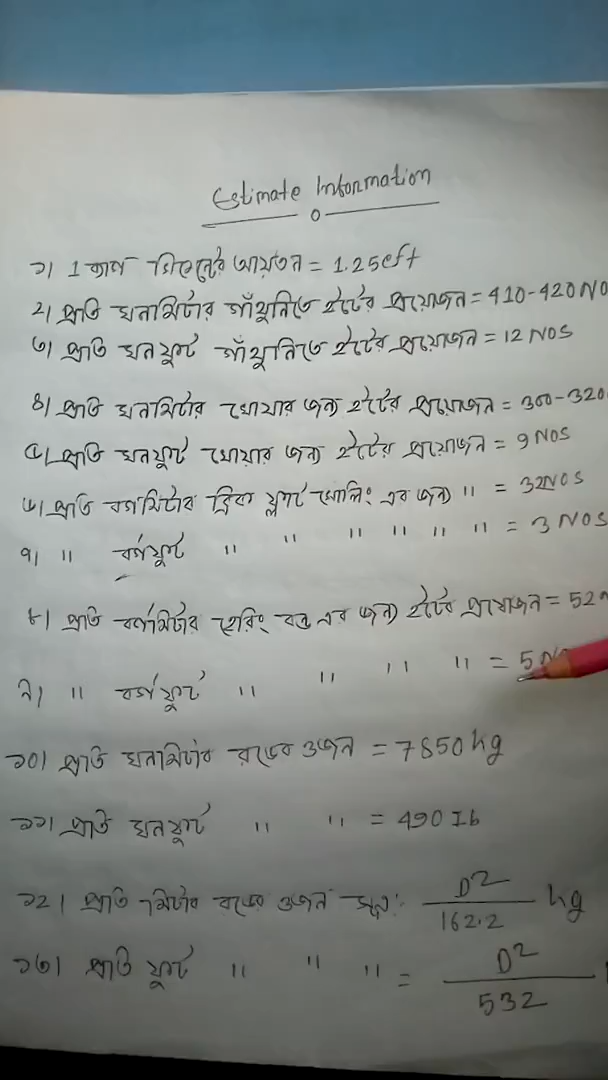 Estimate Information
১) 1 ব্যাগ সিমেন্টের আয়তন = 1.25cft
২) প্রতি ঘনমিটার গাঁথুনিতে ইটের প্রয়োজন = 410-420 NO
৩) প্রতি ঘনফুট গাঁথুনিতে ইটের প্রয়োজন = 12 NOS
৪) প্রতি ঘনমিটার খোয়ার জন্য ইটের প্রয়োজন = 300-320
৫) প্রতি ঘনফুট খোয়ার জন্য ইটের প্রয়োজন = 9 NOS
৬) প্রতি বর্গমিটার ব্রিক ফ্লাট সোলিং এর জন্য " = 32NOS
৭) " বর্গফুট " " " " " " = 3 NOS
৮) প্রতি বর্গমিটার হেরিং বন্ড এর জন্য ইটের প্রয়োজন = 52
৯) " বর্গফুট " " " " = 5 NO
১০) প্রতি ঘনমিটার রডের ওজন = 7850 kg
১১) প্রতি ঘনফুট " " = 490 Ib
১২) প্রতি মিটার রডের ওজন D²/162.2 kg
১৩) প্রতি ফুট " " " = D²/532